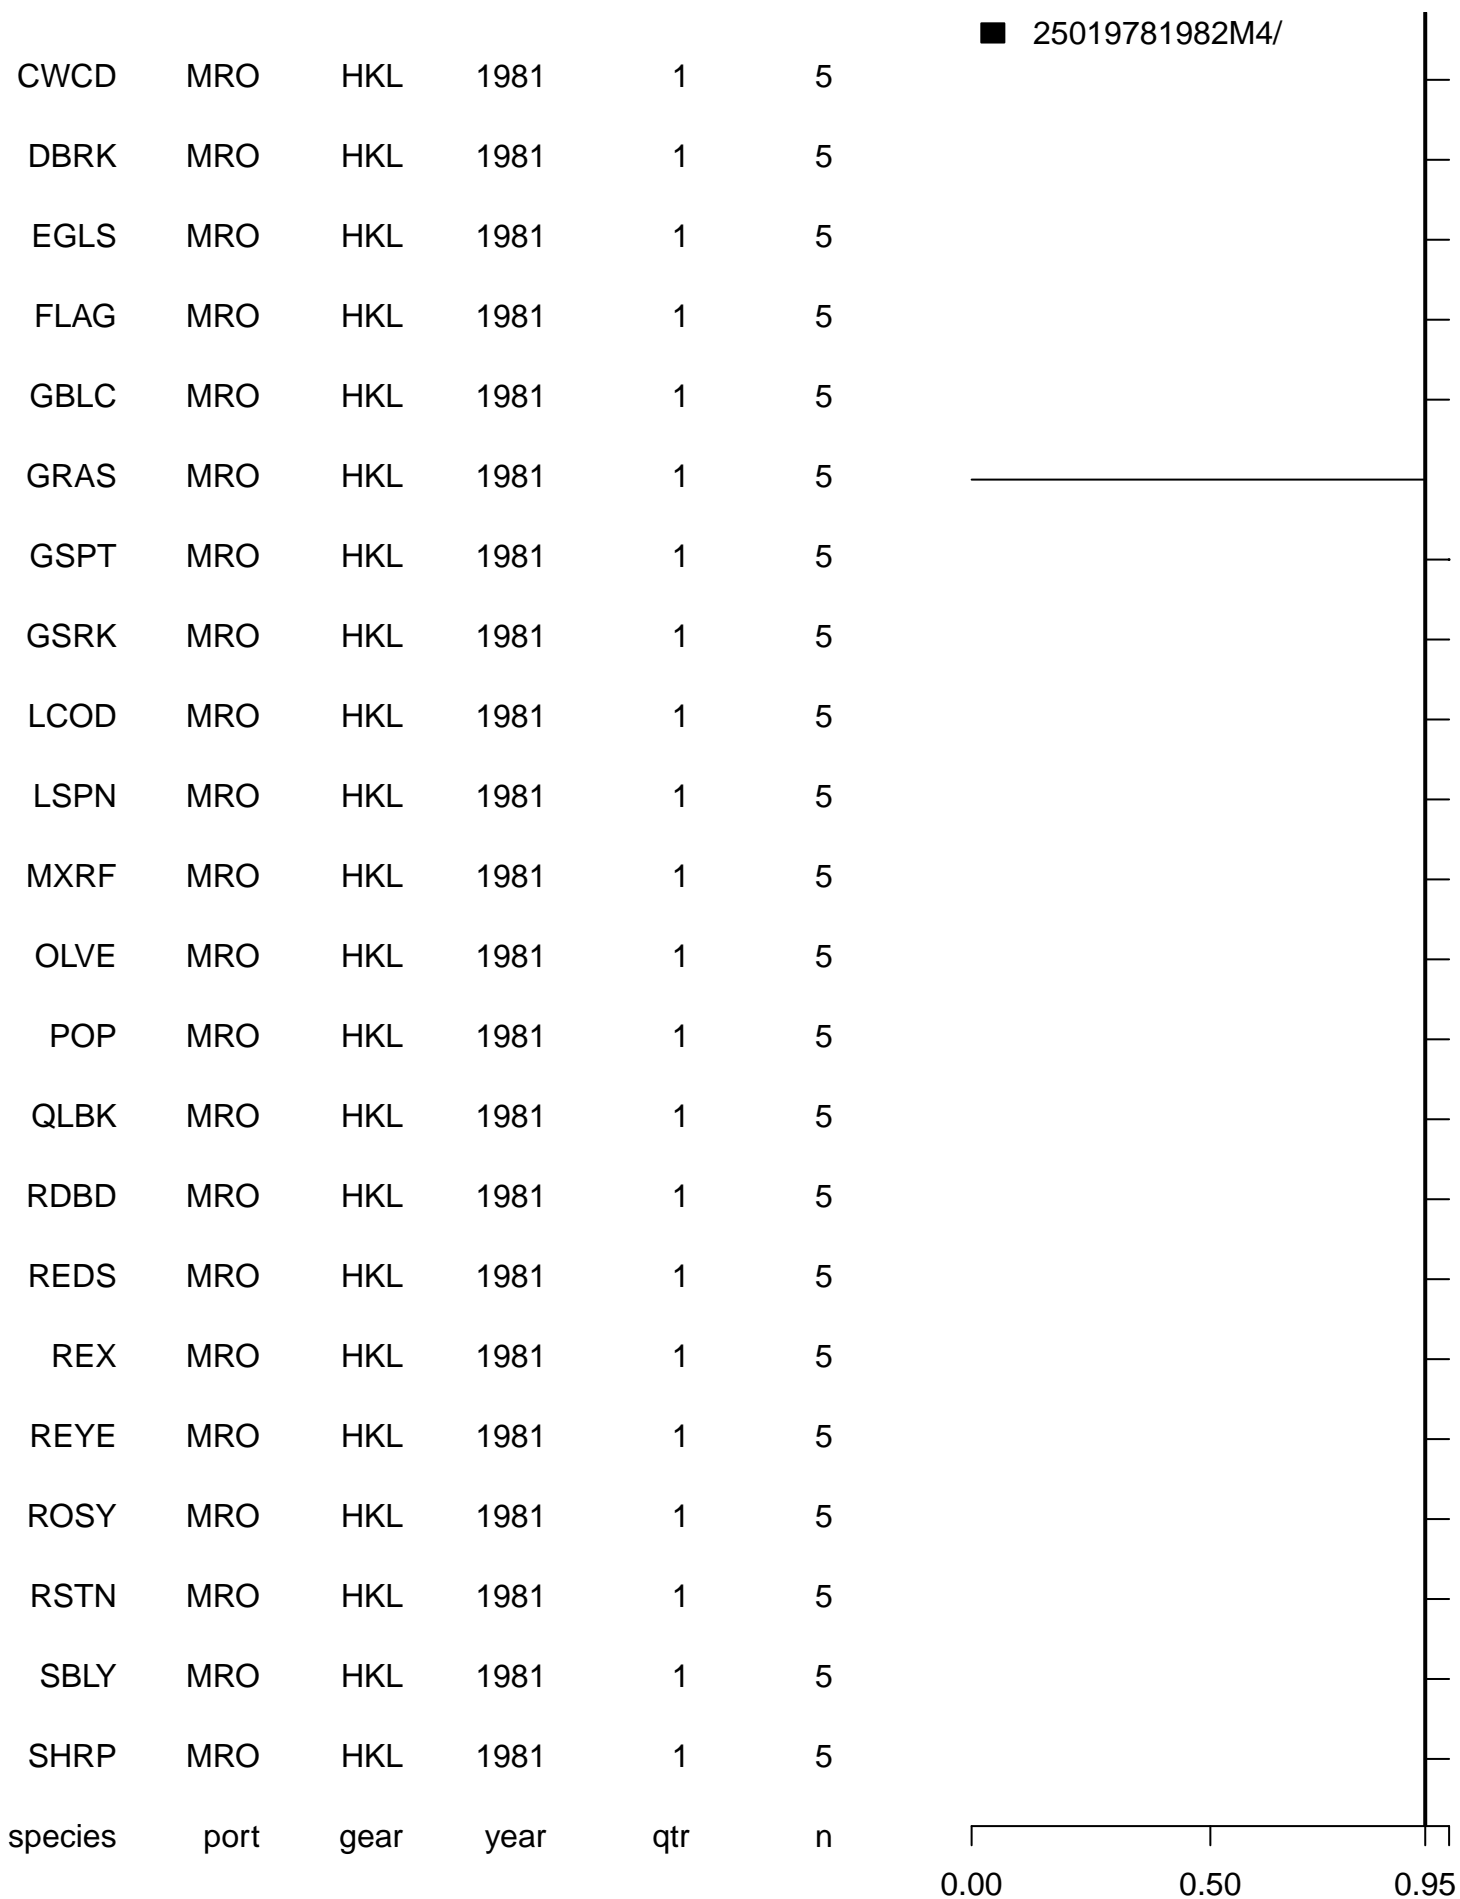 25019781982M4/
CWCD MRO HKL 1981 1 5
DBRK MRO HKL 1981 1 5
EGLS MRO HKL 1981 1 5
FLAG MRO HKL 1981 1 5
GBLC MRO HKL 1981 1 5
GRAS MRO HKL 1981 1 5
GSPT MRO HKL 1981 1 5
GSRK MRO HKL 1981 1 5
LCOD MRO HKL 1981 1 5
LSPN MRO HKL 1981 1 5
MXRF MRO HKL 1981 1 5
OLVE MRO HKL 1981 1 5
POP MRO HKL 1981 1 5
QLBK MRO HKL 1981 1 5
RDBD MRO HKL 1981 1 5
REDS MRO HKL 1981 1 5
REX MRO HKL 1981 1 5
REYE MRO HKL 1981 1 5
ROSY MRO HKL 1981 1 5
RSTN MRO HKL 1981 1 5
SBLY MRO HKL 1981 1 5
SHRP MRO HKL 1981 1 5
species port gear year qtr n
0.00 0.50 0.95